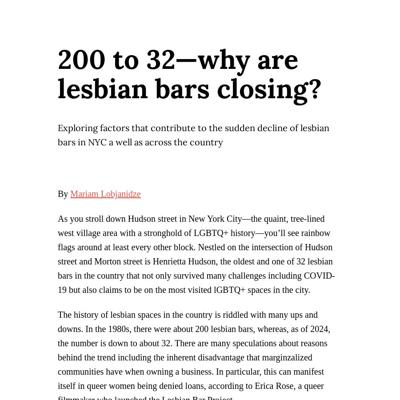 200 to 32—why are
lesbian bars closing?
Exploring factors that contribute to the sudden decline of lesbian
bars in NYC a well as across the country
By Mariam Lobjanidze
As you stroll down Hudson street in New York City—the quaint, tree-lined
west village area with a stronghold of LGBTQ+ history—you’ll see rainbow
flags around at least every other block. Nestled on the intersection of Hudson
street and Morton street is Henrietta Hudson, the oldest and one of 32 lesbian
bars in the country that not only survived many challenges including COVID-
19 but also claims to be on the most visited lGBTQ+ spaces in the city.
The history of lesbian spaces in the country is riddled with many ups and
downs. In the 1980s, there were about 200 lesbian bars, whereas, as of 2024,
the number is down to about 32. There are many speculations about reasons
behind the trend including the inherent disadvantage that marginzalized
communities have when owning a business. In particular, this can manifest
itself in queer women being denied loans, according to Erica Rose, a queer
filmmaker who launched the Lesbian Bar Project